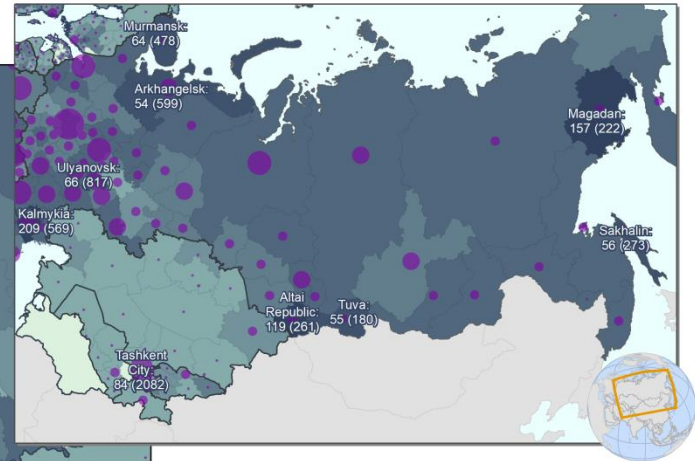 Murmansk:
64 (478)
Arkhangelsk:
54 (599)
Magadan:
157 (222)
Ulyanovsk:
66 (817)
Kalmykia:
209 (569)
Sakhalin:
56 (273)
Altai
Republic:
119 (261)
Tuva:
55 (180)
Tashkent
City:
84 (2082)